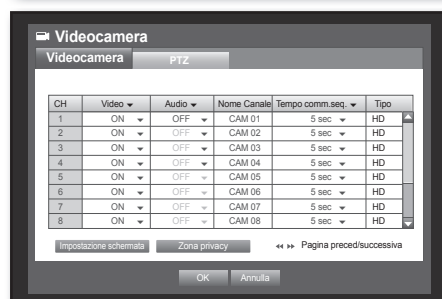 Videocamera
Videocamera PTZ
CH Video Audio Nome Canale Tempo comm.seq. Tipo
1 ON OFF CAM 01 5 sec HD
2 ON OFF CAM 02 5 sec HD
3 ON OFF CAM 03 5 sec HD
4 ON OFF CAM 04 5 sec HD
5 ON OFF CAM 05 5 sec HD
6 ON OFF CAM 06 5 sec HD
7 ON OFF CAM 07 5 sec HD
8 ON OFF CAM 08 5 sec HD
Impostazione schermata Zona privacy Pagina preced/successiva
OK Annulla